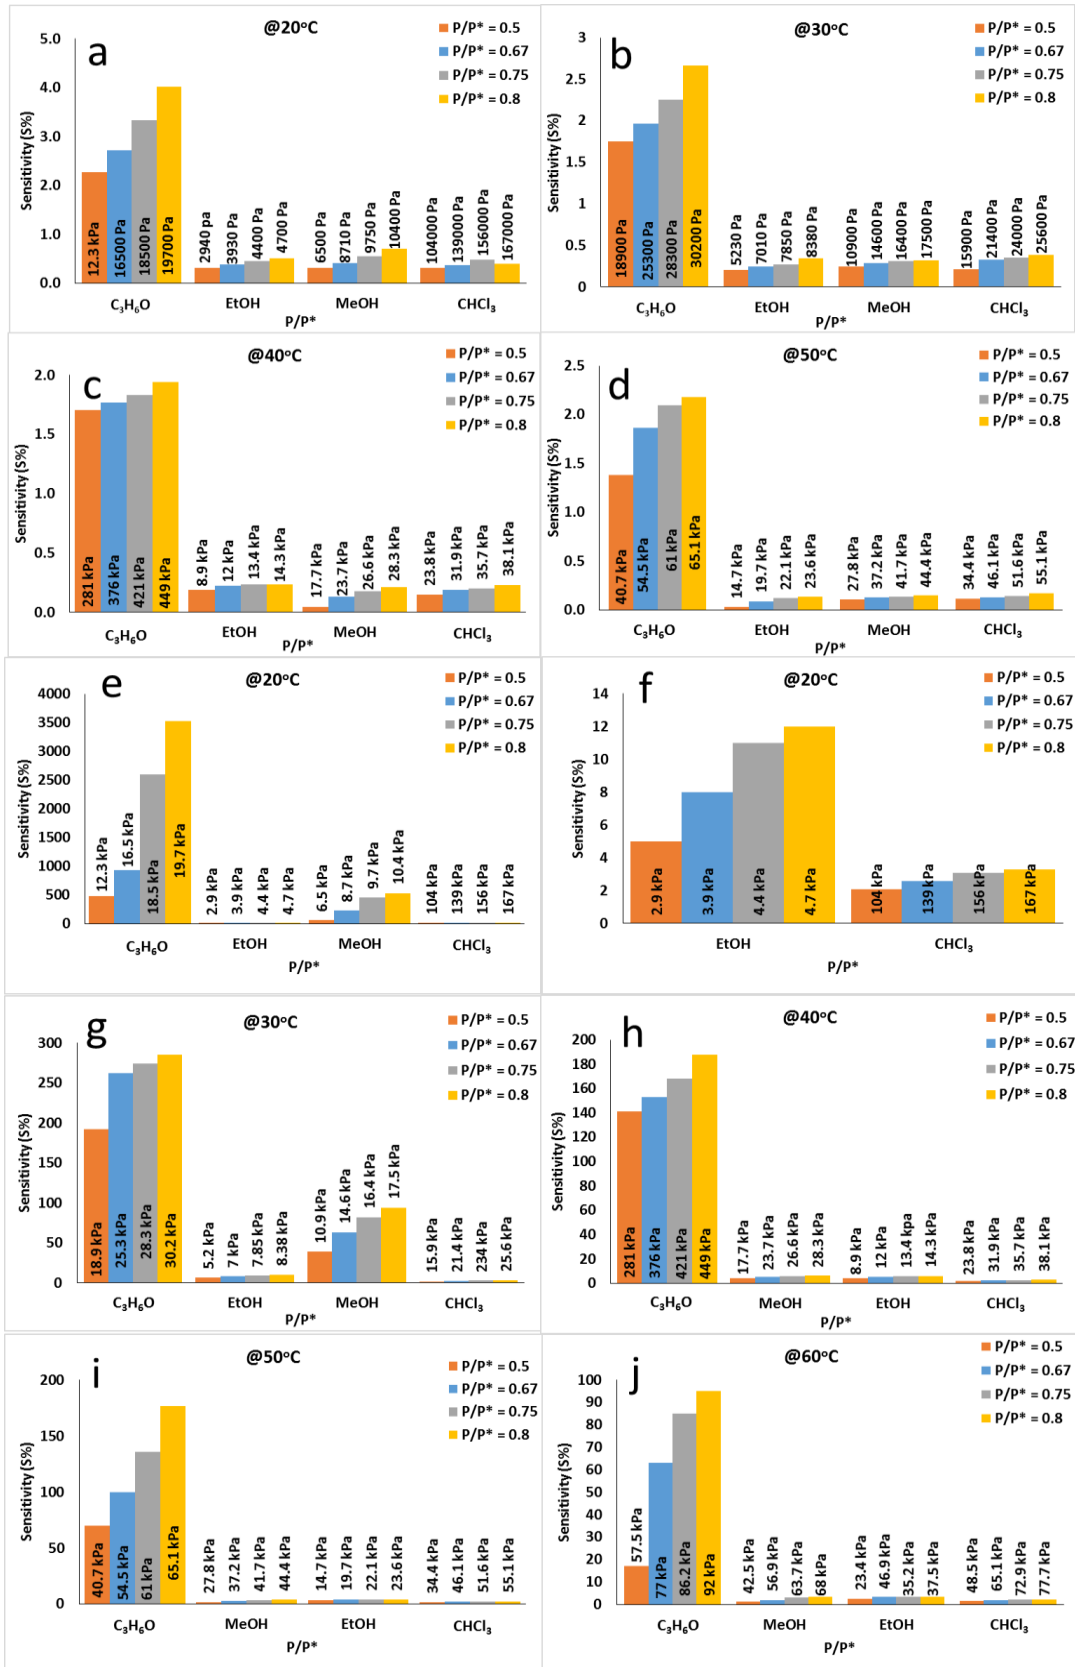 a
@20°C
P/P* = 0.5
P/P* = 0.67
P/P* = 0.75
P/P* = 0.8
Sensitivity (S%)
5.0
4.0
3.0
2.0
1.0
0.0
12.3 kPa
16500 Pa
18500 Pa
19700 Pa
2940 pa
3930 Pa
4400 Pa
4700 Pa
6500 Pa
8710 Pa
9750 Pa
10400 Pa
104000 Pa
139000 Pa
156000 Pa
167000 Pa
C₃H₆O
EtOH
MeOH
CHCl₃
P/P*
b
@30°C
P/P* = 0.5
P/P* = 0.67
P/P* = 0.75
P/P* = 0.8
Sensitivity (S%)
3
2.5
2
1.5
1
0.5
0
18900 Pa
25300 Pa
28300 Pa
30200 Pa
5230 Pa
7010 Pa
7850 Pa
8380 Pa
10900 Pa
14600 Pa
16400 Pa
17500 Pa
15900 Pa
21400 Pa
24000 Pa
25600 Pa
C₃H₆O
EtOH
MeOH
CHCl₃
P/P*
c
@40°C
P/P* = 0.5
P/P* = 0.67
P/P* = 0.75
P/P* = 0.8
Sensitivity (S%)
2.0
1.5
1.0
0.5
0.0
281 kPa
376 kPa
421 kPa
449 kPa
8.9 kPa
12 kPa
13.4 kPa
14.3 kPa
17.7 kPa
23.7 kPa
26.6 kPa
28.3 kPa
23.8 kPa
31.9 kPa
35.7 kPa
38.1 kPa
C₃H₆O
EtOH
MeOH
CHCl₃
P/P*
d
@50°C
P/P* = 0.5
P/P* = 0.67
P/P* = 0.75
P/P* = 0.8
Sensitivity (S%)
2.5
2.0
1.5
1.0
0.5
0.0
40.7 kPa
54.5 kPa
61 kPa
65.1 kPa
14.7 kPa
19.7 kPa
22.1 kPa
23.6 kPa
27.8 kPa
37.2 kPa
41.7 kPa
44.4 kPa
34.4 kPa
46.1 kPa
51.6 kPa
55.1 kPa
C₃H₆O
EtOH
MeOH
CHCl₃
P/P*
e
@20°C
P/P* = 0.5
P/P* = 0.67
P/P* = 0.75
P/P* = 0.8
Sensitivity (S%)
4000
3500
3000
2500
2000
1500
1000
500
0
12.3 kPa
16.5 kPa
18.5 kPa
19.7 kPa
2.9 kPa
3.9 kPa
4.4 kPa
4.7 kPa
6.5 kPa
8.7 kPa
9.7 kPa
10.4 kPa
104 kPa
139 kPa
156 kPa
167 kPa
C₃H₆O
EtOH
MeOH
CHCl₃
P/P*
f
@20°C
P/P* = 0.5
P/P* = 0.67
P/P* = 0.75
P/P* = 0.8
Sensitivity (S%)
14
12
10
8
6
4
2
0
2.9 kPa
3.9 kPa
4.4 kPa
4.7 kPa
104 kPa
139 kPa
156 kPa
167 kPa
EtOH
CHCl₃
P/P*
g
@30°C
P/P* = 0.5
P/P* = 0.67
P/P* = 0.75
P/P* = 0.8
Sensitivity (S%)
300
250
200
150
100
50
0
18.9 kPa
25.3 kPa
28.3 kPa
30.2 kPa
5.2 kPa
7 kPa
7.85 kPa
8.38 kPa
10.9 kPa
14.6 kPa
16.4 kPa
17.5 kPa
15.9 kPa
21.4 kPa
234 kPa
25.6 kPa
C₃H₆O
EtOH
MeOH
CHCl₃
P/P*
h
@40°C
P/P* = 0.5
P/P* = 0.67
P/P* = 0.75
P/P* = 0.8
Sensitivity (S%)
200
180
160
140
120
100
80
60
40
20
0
281 kPa
376 kPa
421 kPa
449 kPa
17.7 kPa
23.7 kPa
26.6 kPa
28.3 kPa
8.9 kPa
12 kPa
13.4 kpa
14.3 kPa
23.8 kPa
31.9 kPa
35.7 kPa
38.1 kPa
C₃H₆O
MeOH
EtOH
CHCl₃
P/P*
i
@50°C
P/P* = 0.5
P/P* = 0.67
P/P* = 0.75
P/P* = 0.8
Sensitivity (S%)
200
150
100
50
0
40.7 kPa
54.5 kPa
61 kPa
65.1 kPa
27.8 kPa
37.2 kPa
41.7 kPa
44.4 kPa
14.7 kPa
19.7 kPa
22.1 kPa
23.6 kPa
34.4 kPa
46.1 kPa
51.6 kPa
55.1 kPa
C₃H₆O
MeOH
EtOH
CHCl₃
P/P*
j
@60°C
P/P* = 0.5
P/P* = 0.67
P/P* = 0.75
P/P* = 0.8
Sensitivity (S%)
100
90
80
70
60
50
40
30
20
10
0
57.5 kPa
77 kPa
86.2 kPa
92 kPa
42.5 kPa
56.9 kPa
63.7 kPa
68 kPa
23.4 kPa
46.9 kPa
35.2 kPa
37.5 kPa
48.5 kPa
65.1 kPa
72.9 kPa
77.7 kPa
C₃H₆O
MeOH
EtOH
CHCl₃
P/P*